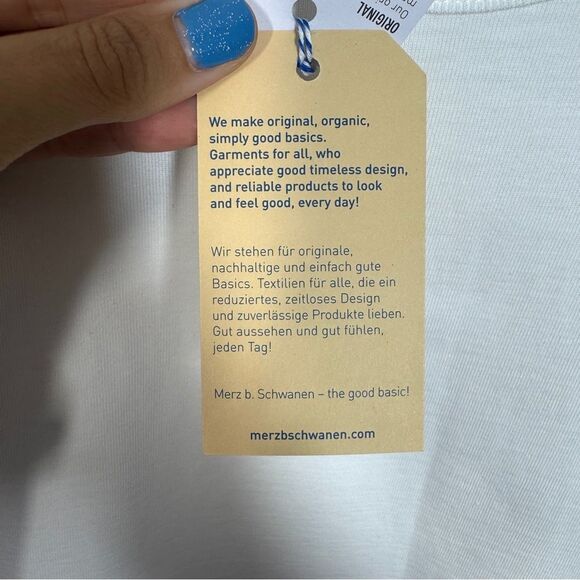 ORIGINAL
We make original, organic,
simply good basics.
Garments for all, who
appreciate good timeless design,
and reliable products to look
and feel good, every day!
Wir stehen für originale,
nachhaltige und einfach gute
Basics. Textilien für alle, die ein
reduziertes, zeitloses Design
und zuverlässige Produkte lieben.
Gut aussehen und gut fühlen,
jeden Tag!
Merz b. Schwanen – the good basic!
merzbschwanen.com